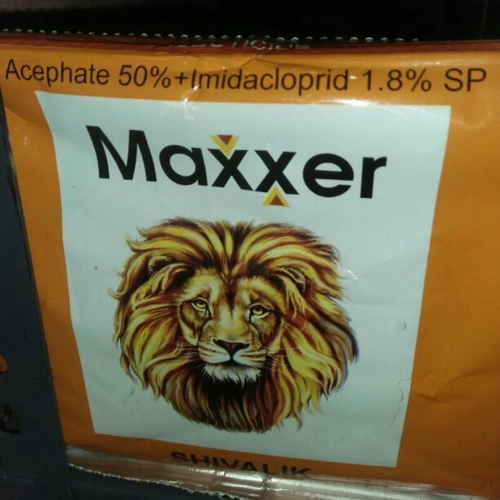 Acephate 50%+Imidacloprid 1.8% SP
Maxxer
SHIVALIK